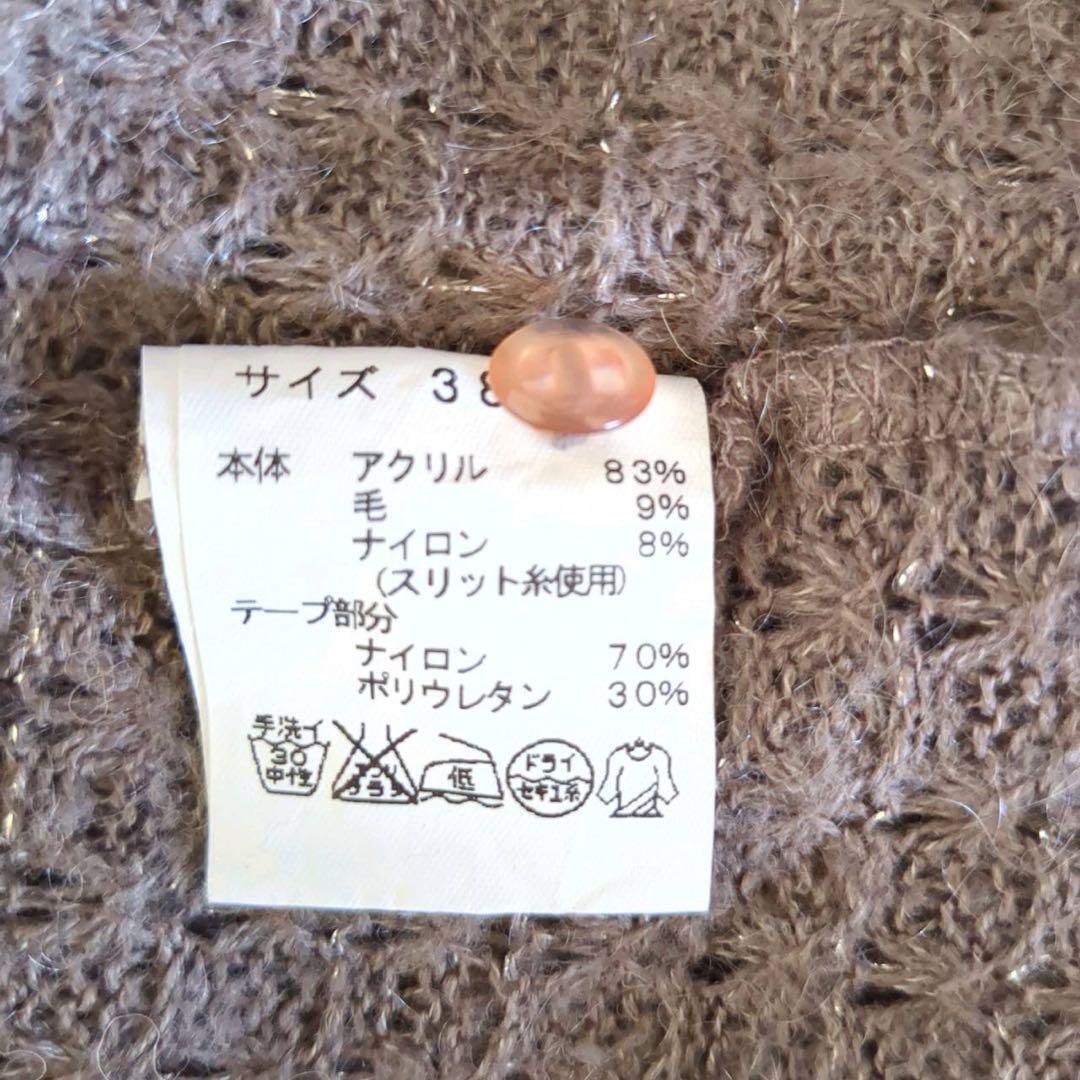 サイズ 38
本体 アクリル 83%
毛 9%
ナイロン 8%
(スリット糸使用)
テープ部分
ナイロン 70%
ポリウレタン 30%
手洗イ
30
中性
低
ドライ
セキユ系